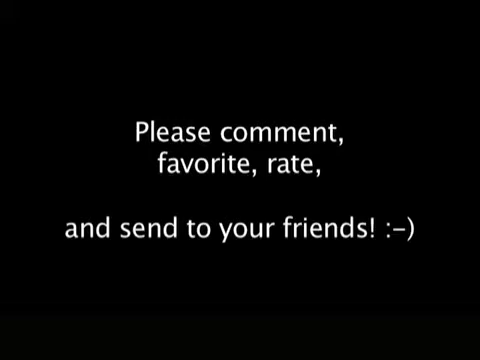 Please comment,
favorite, rate,
and send to your friends! :-)